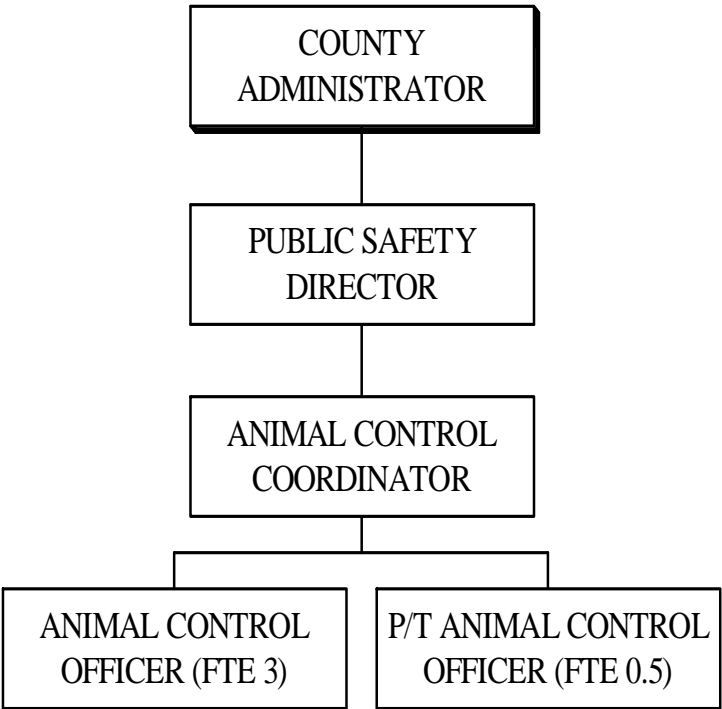 COUNTY
ADMINISTRATOR
PUBLIC SAFETY
DIRECTOR
ANIMAL CONTROL
COORDINATOR
ANIMAL CONTROL
OFFICER (FTE 3)
P/T ANIMAL CONTROL
OFFICER (FTE 0.5)